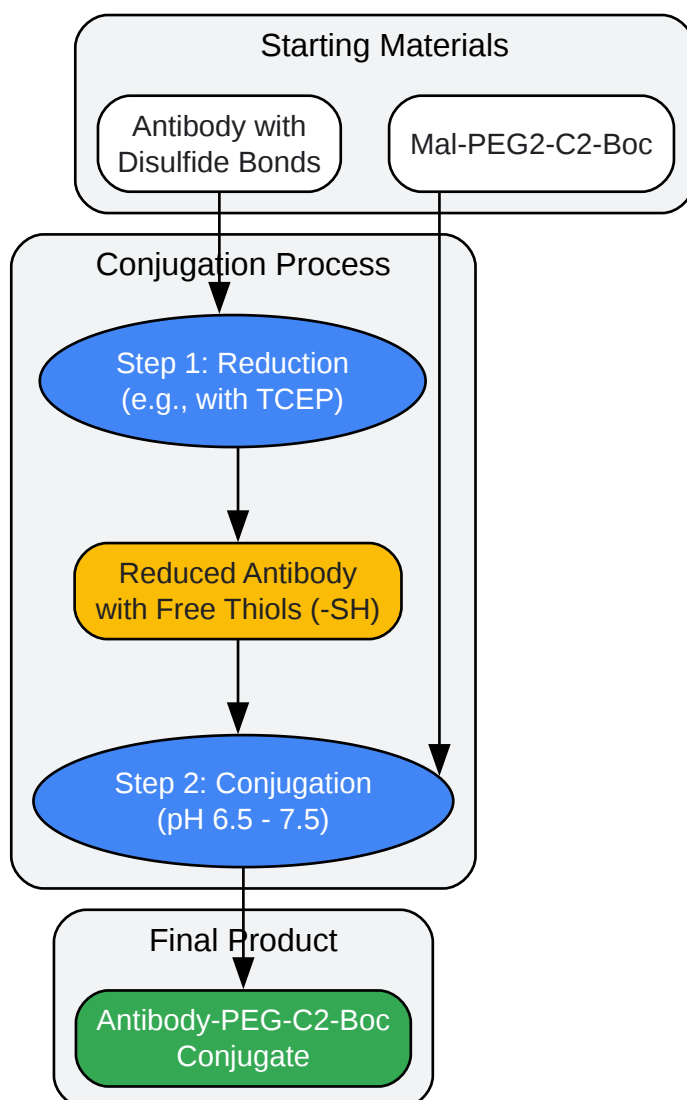 Starting Materials
Antibody with
Disulfide Bonds
Mal-PEG2-C2-Boc
Conjugation Process
Step 1: Reduction
(e.g., with TCEP)
Reduced Antibody
with Free Thiols (-SH)
Step 2: Conjugation
(pH 6.5 - 7.5)
Final Product
Antibody-PEG-C2-Boc
Conjugate